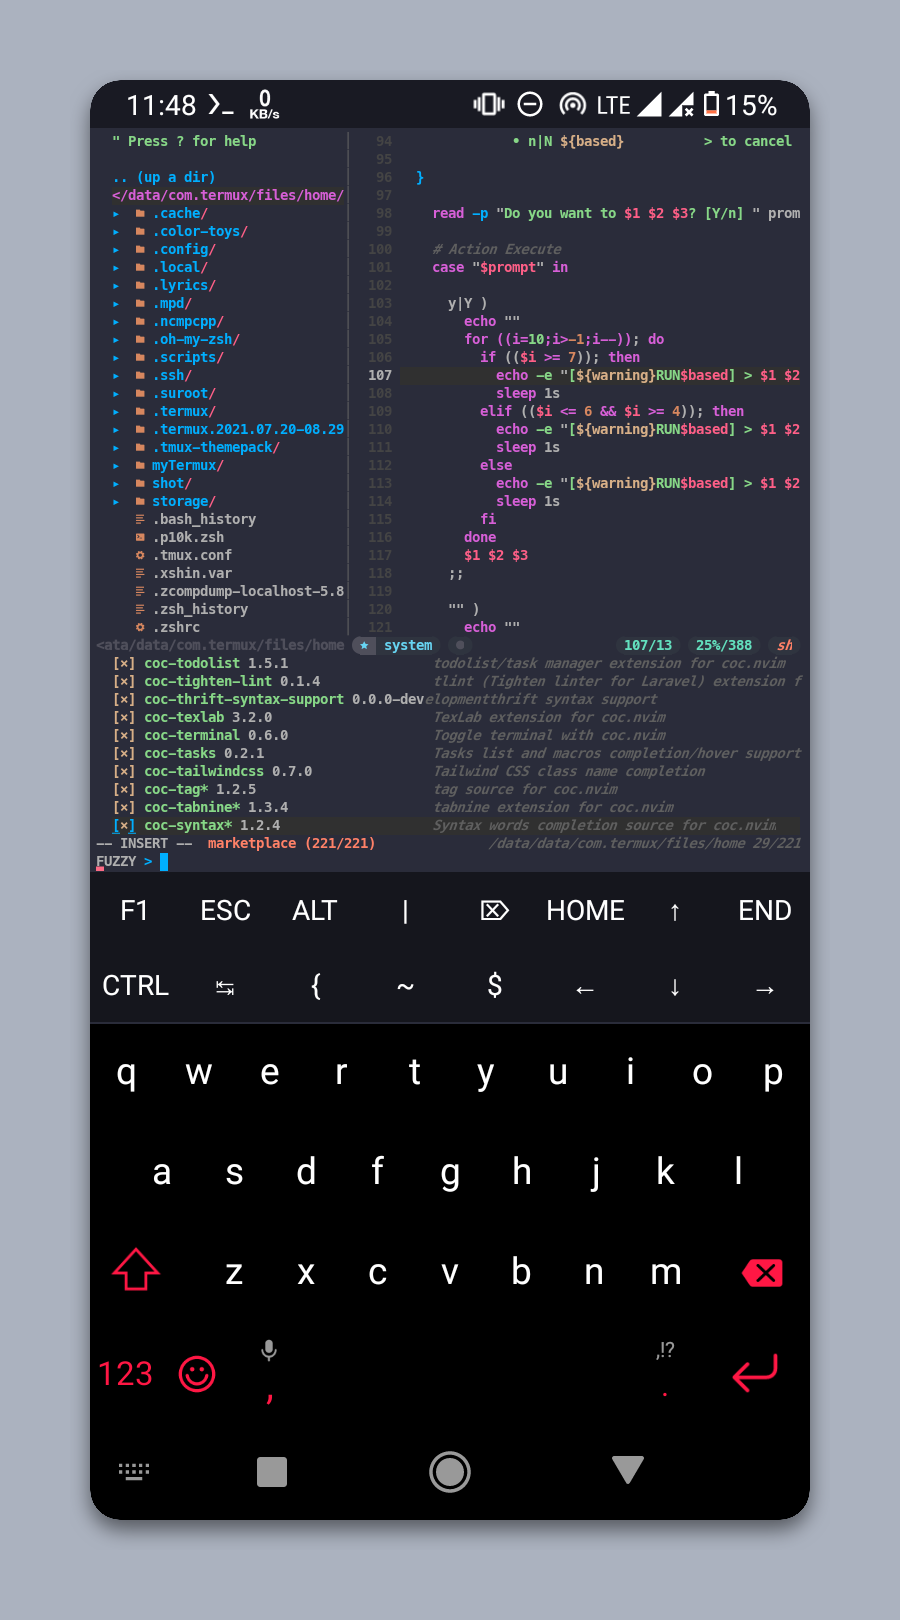 11:48 0 KB/s LTE 15%
" Press ? for help
.. (up a dir)
</data/com.termux/files/home/
▸ .cache/
▸ .color-toys/
▸ .config/
▸ .local/
▸ .lyrics/
▸ .mpd/
▸ .ncmpcpp/
▸ .oh-my-zsh/
▸ .scripts/
▸ .ssh/
▸ .suroot/
▸ .termux/
▸ .termux.2021.07.20-08.29
▸ .tmux-themepack/
▸ myTermux/
▸ shot/
▸ storage/
.bash_history
.p10k.zsh
.tmux.conf
.xshin.var
.zcompdump-localhost-5.8
.zsh_history
.zshrc
<ata/data/com.termux/files/home
94 • n|N ${based} > to cancel
95
96 }
97
98 read -p "Do you want to $1 $2 $3? [Y/n] " prom
99
100 # Action Execute
101 case "$prompt" in
102
103 y|Y )
104 echo ""
105 for ((i=10;i>-1;i--)); do
106 if (($i >= 7)); then
107 echo -e "[${warning}RUN$based] > $1 $2
108 sleep 1s
109 elif (($i <= 6 && $i >= 4)); then
110 echo -e "[${warning}RUN$based] > $1 $2
111 sleep 1s
112 else
113 echo -e "[${warning}RUN$based] > $1 $2
114 sleep 1s
115 fi
116 done
117 $1 $2 $3
118 ;;
119
120 "" )
121 echo ""
★ system ● 107/13 25%/388 sh
[×] coc-todolist 1.5.1 todolist/task manager extension for coc.nvim
[×] coc-tighten-lint 0.1.4 tlint (Tighten linter for Laravel) extension f
[×] coc-thrift-syntax-support 0.0.0-developmentthrift syntax support
[×] coc-texlab 3.2.0 TexLab extension for coc.nvim
[×] coc-terminal 0.6.0 Toggle terminal with coc.nvim
[×] coc-tasks 0.2.1 Tasks list and macros completion/hover support
[×] coc-tailwindcss 0.7.0 Tailwind CSS class name completion
[×] coc-tag* 1.2.5 tag source for coc.nvim
[×] coc-tabnine* 1.3.4 tabnine extension for coc.nvim
[×] coc-syntax* 1.2.4 Syntax words completion source for coc.nvim
-- INSERT -- marketplace (221/221) /data/data/com.termux/files/home 29/221
FUZZY >
F1 ESC ALT | ⌦ HOME ↑ END
CTRL ↹ { ~ $ ← ↓ →
q w e r t y u i o p
a s d f g h j k l
z x c v b n m
,!?
123 , .